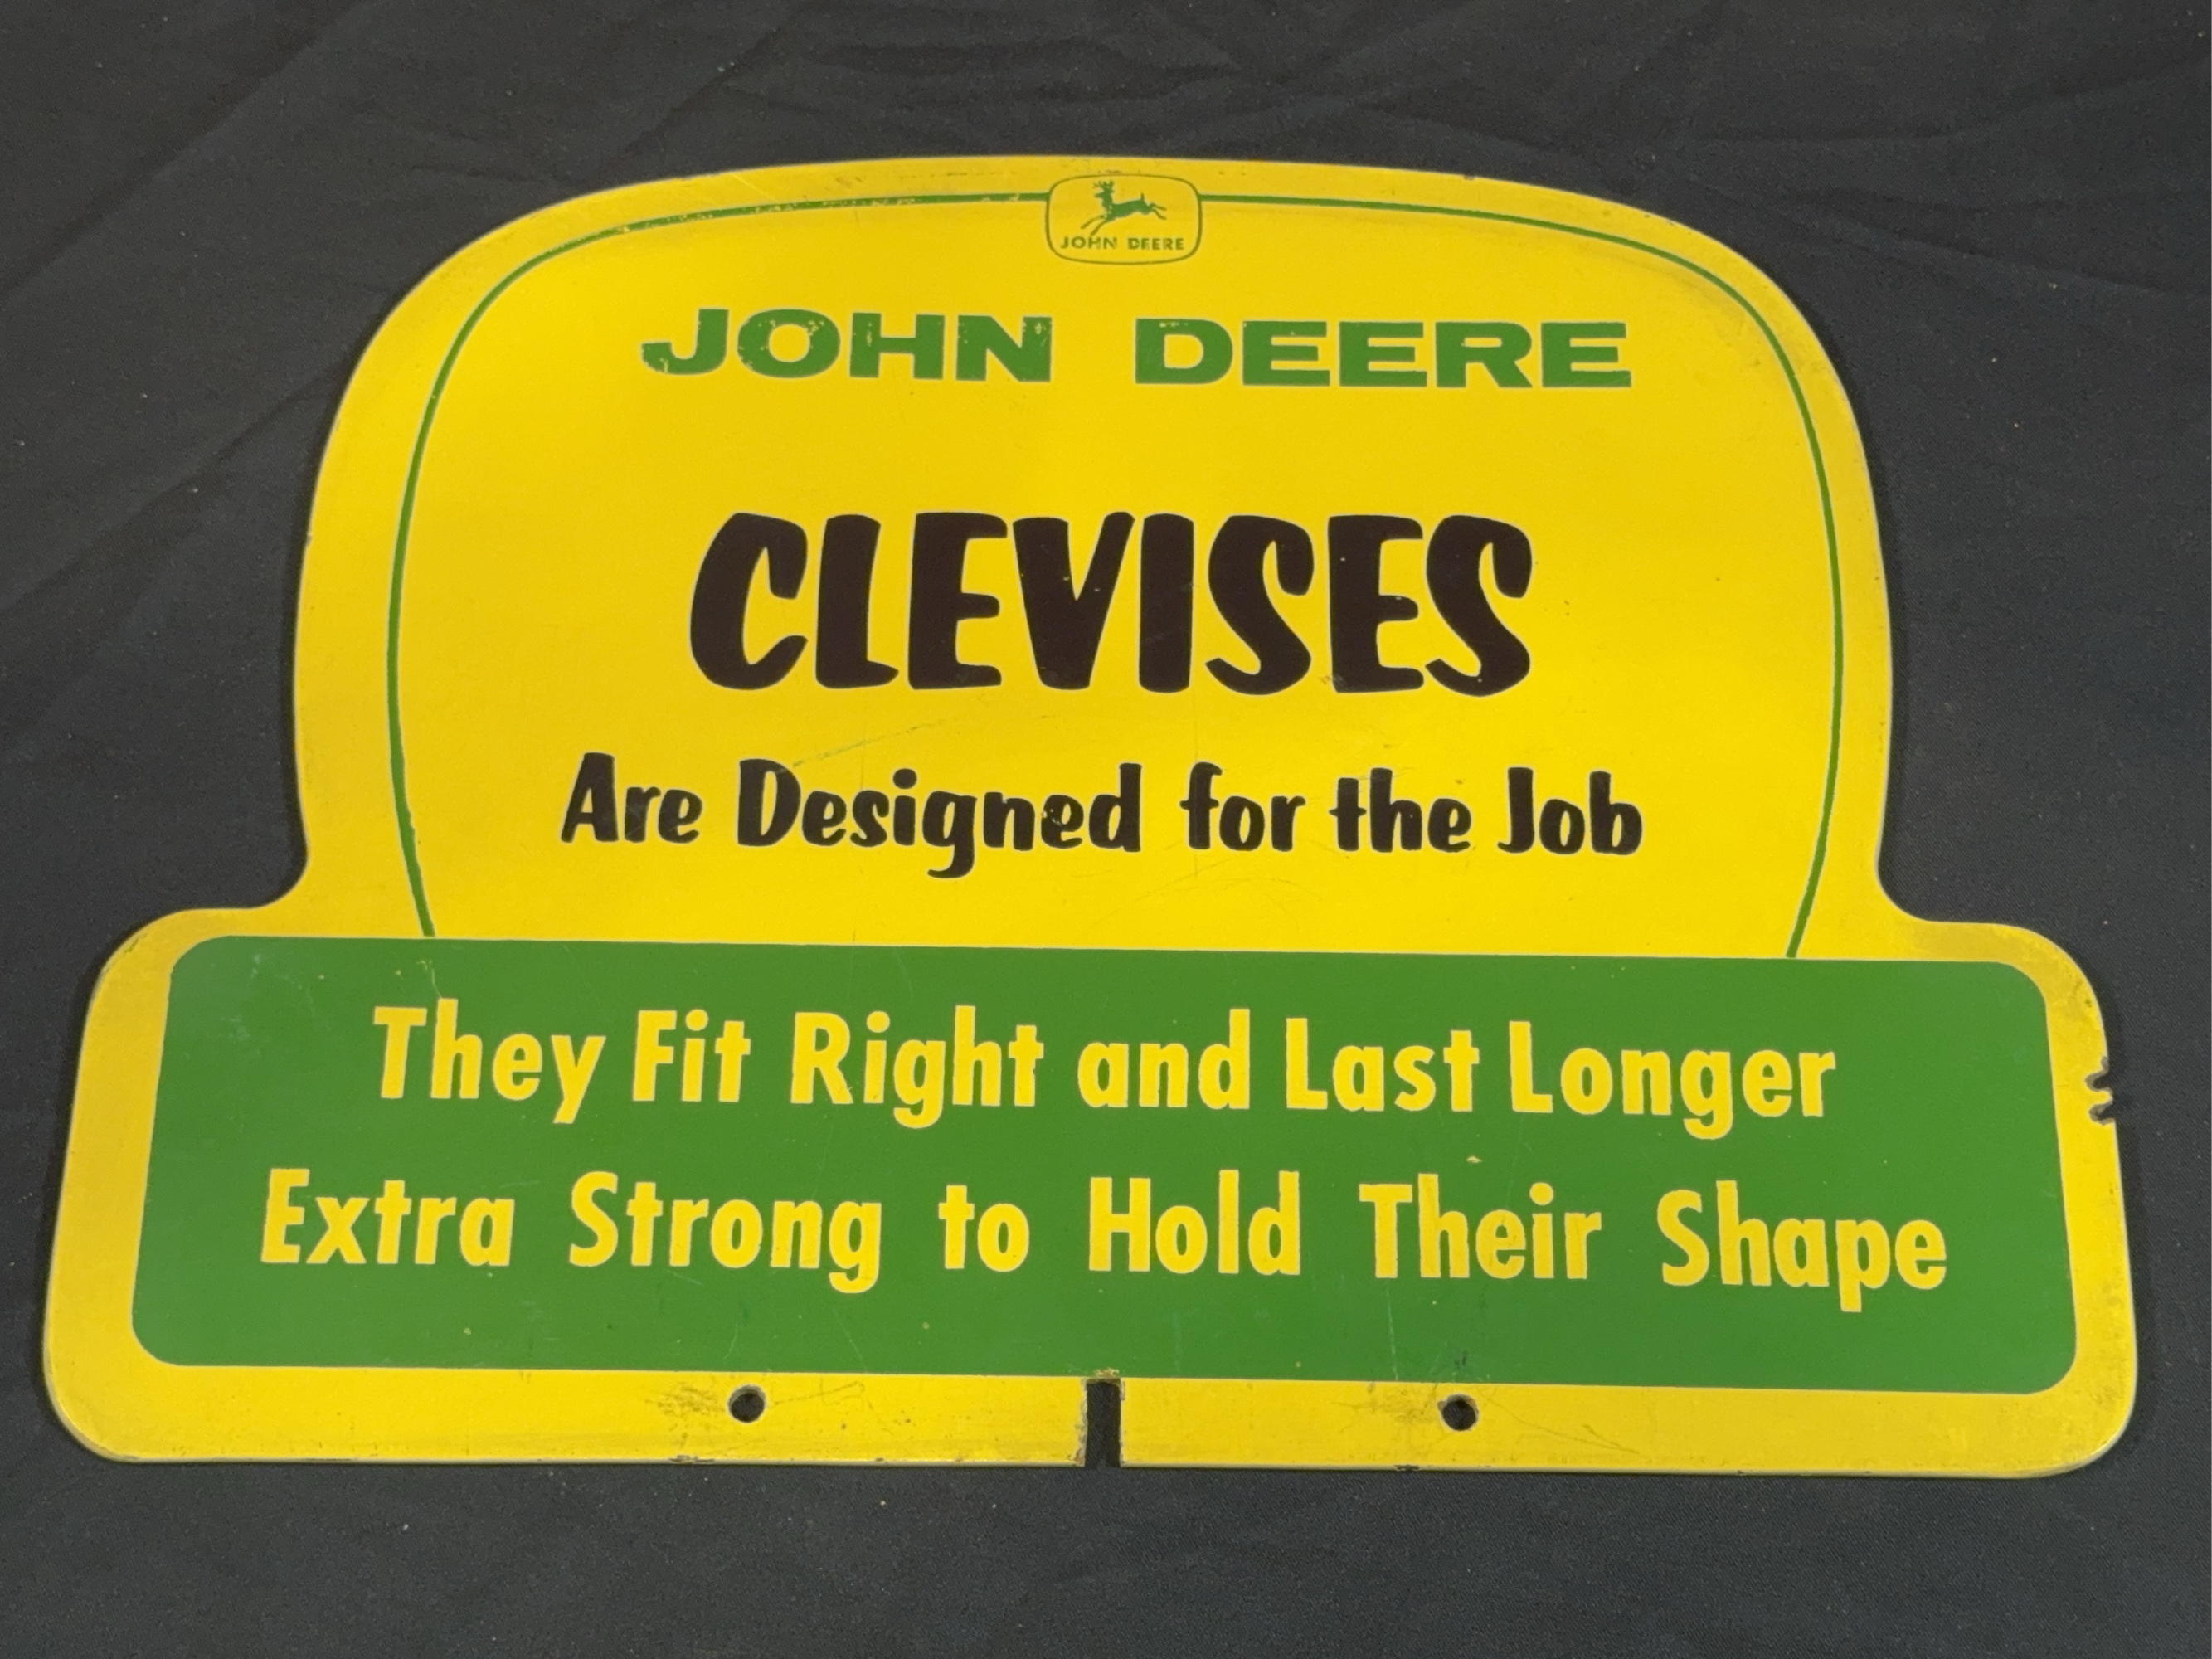 JOHN DEERE
JOHN DEERE
CLEVISES
Are Designed for the Job
They Fit Right and Last Longer
Extra Strong to Hold Their Shape